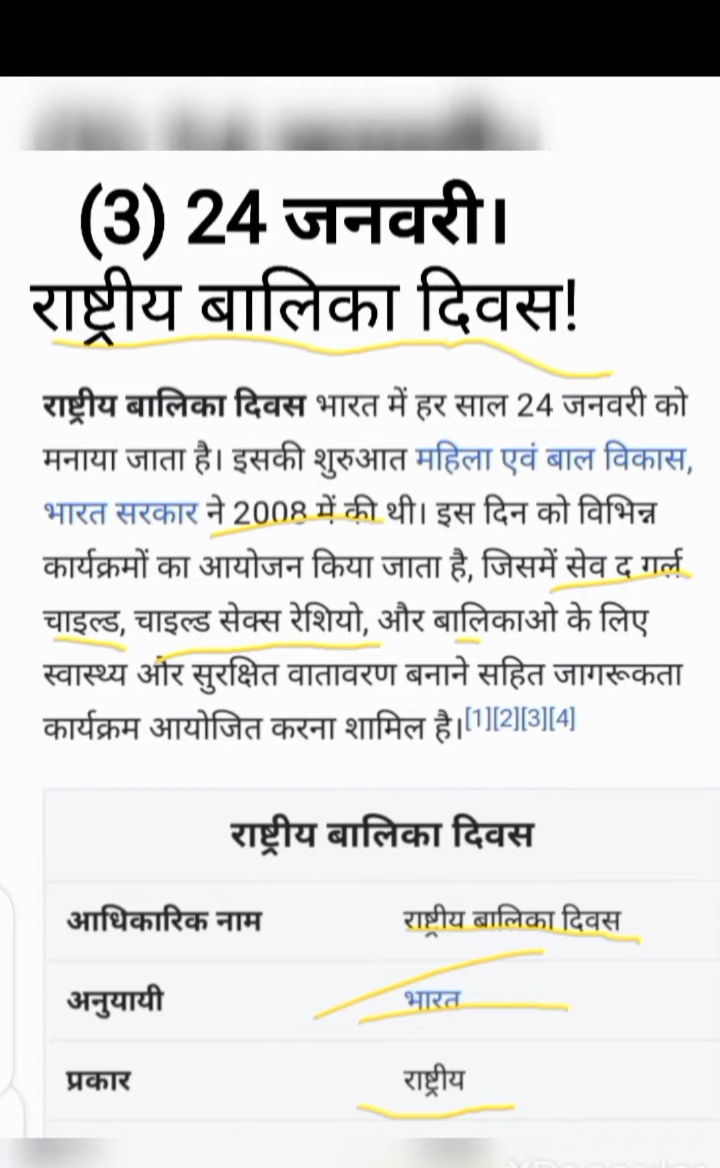 (3) 24 जनवरी।
राष्ट्रीय बालिका दिवस!
राष्ट्रीय बालिका दिवस भारत में हर साल 24 जनवरी को
मनाया जाता है। इसकी शुरुआत महिला एवं बाल विकास,
भारत सरकार ने 2008 में की थी। इस दिन को विभिन्न
कार्यक्रमों का आयोजन किया जाता है, जिसमें सेव द गर्ल
चाइल्ड, चाइल्ड सेक्स रेशियो, और बालिकाओ के लिए
स्वास्थ्य और सुरक्षित वातावरण बनाने सहित जागरूकता
कार्यक्रम आयोजित करना शामिल है।[1][2][3][4]
राष्ट्रीय बालिका दिवस
आधिकारिक नाम राष्ट्रीय बालिका दिवस
अनुयायी भारत
प्रकार राष्ट्रीय